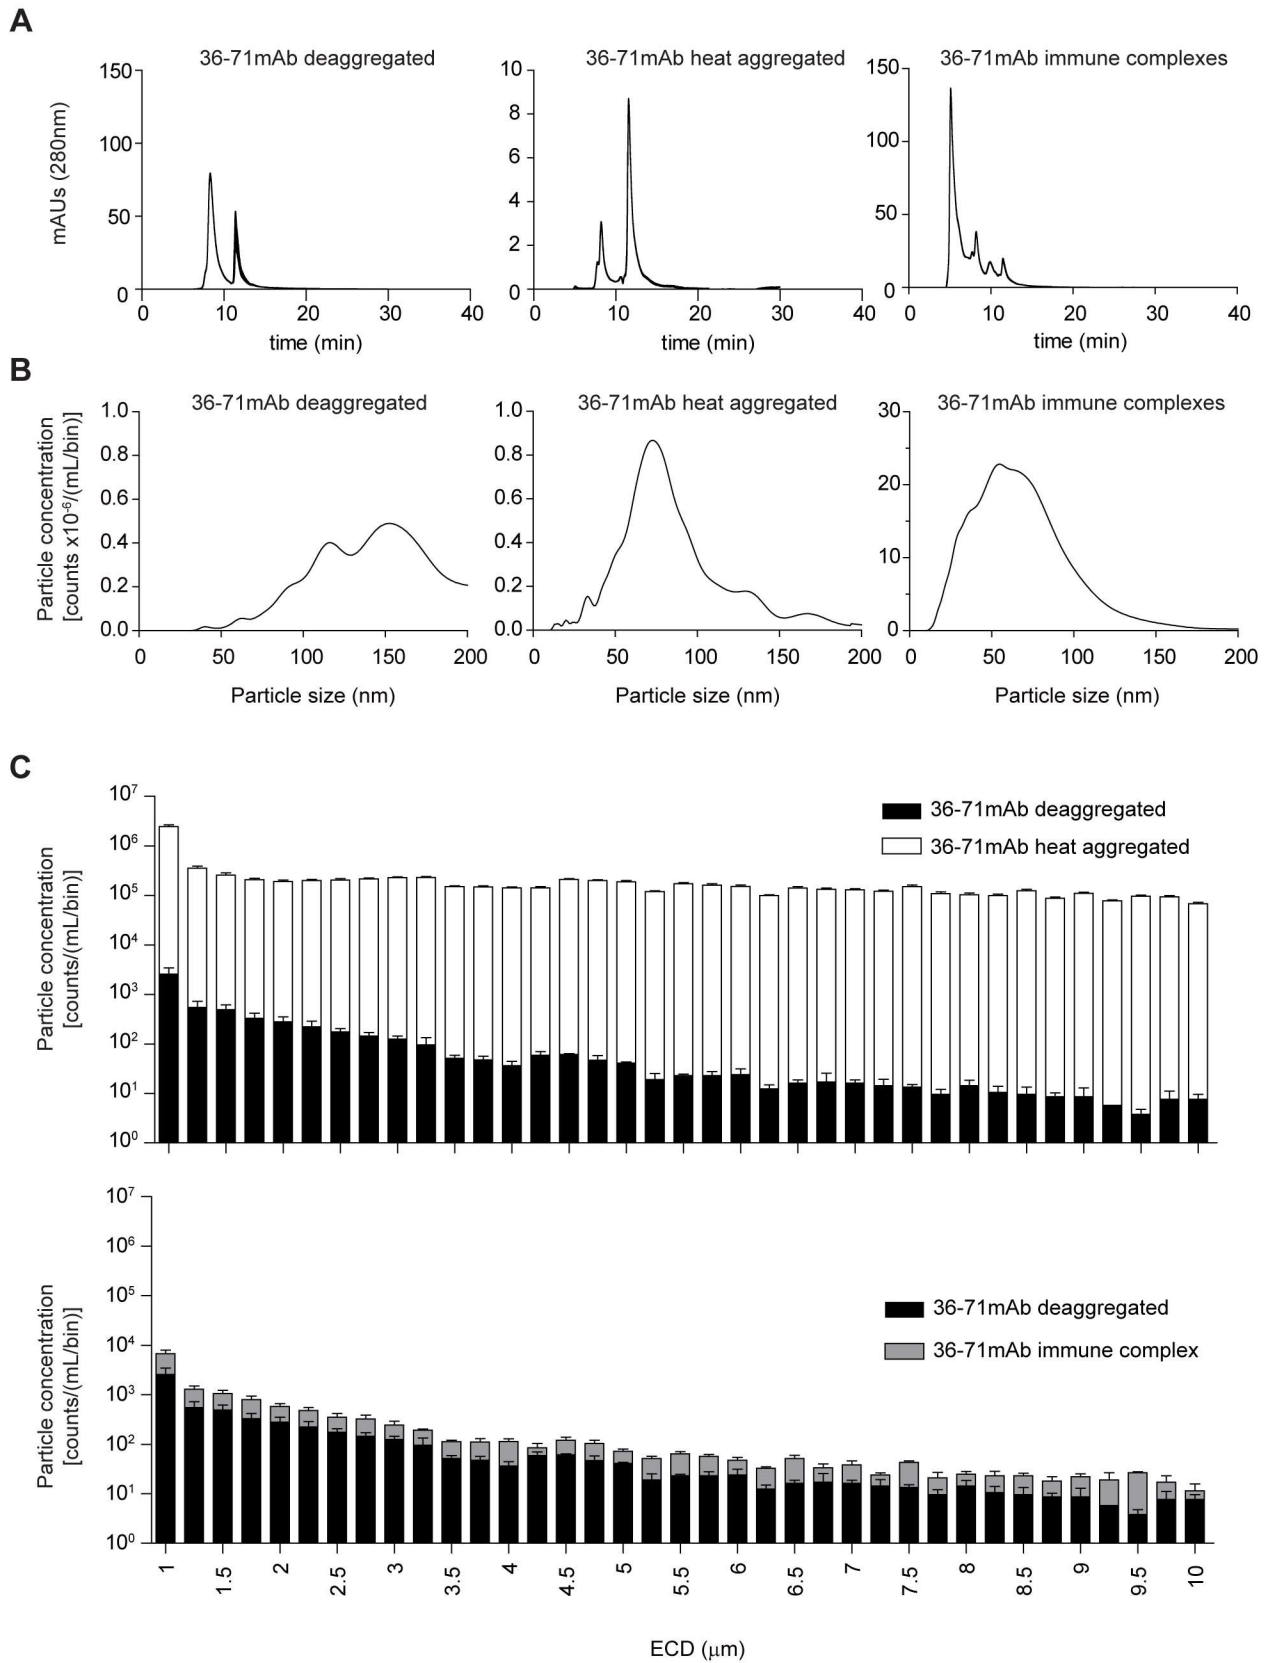 A
36-71mAb deaggregated
36-71mAb heat aggregated
36-71mAb immune complexes
mAUs (280nm)
150
100
50
0
0 10 20 30 40
time (min)
10
8
6
4
2
0
0 10 20 30 40
time (min)
150
100
50
0
0 10 20 30 40
time (min)
B
36-71mAb deaggregated
36-71mAb heat aggregated
36-71mAb immune complexes
Particle concentration
[counts x10⁻⁶/(mL/bin)]
1.0
0.8
0.6
0.4
0.2
0.0
0 50 100 150 200
Particle size (nm)
1.0
0.8
0.6
0.4
0.2
0.0
0 50 100 150 200
Particle size (nm)
30
20
10
0
0 50 100 150 200
Particle size (nm)
C
Particle concentration
[counts/(mL/bin)]
10⁷
10⁶
10⁵
10⁴
10³
10²
10¹
10⁰
36-71mAb deaggregated
36-71mAb heat aggregated
Particle concentration
[counts/(mL/bin)]
10⁷
10⁶
10⁵
10⁴
10³
10²
10¹
10⁰
36-71mAb deaggregated
36-71mAb immune complex
1 1.5 2 2.5 3 3.5 4 4.5 5 5.5 6 6.5 7 7.5 8 8.5 9 9.5 10
ECD (μm)